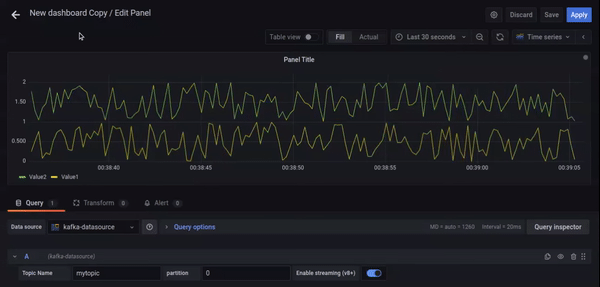 New dashboard Copy / Edit Panel
Discard Save Apply
Table view Fill Actual Last 30 seconds Time series
Panel Title
2
1.50
1
0.500
0
00:38:40 00:38:45 00:38:50 00:38:55 00:39:00 00:39:05
Value2 Value1
Query 1 Transform 0 Alert 0
Data source kafka-datasource Query options MD = auto = 1260 Interval = 20ms Query inspector
A (kafka-datasource)
Topic Name mytopic partition 0 Enable streaming (v8+)